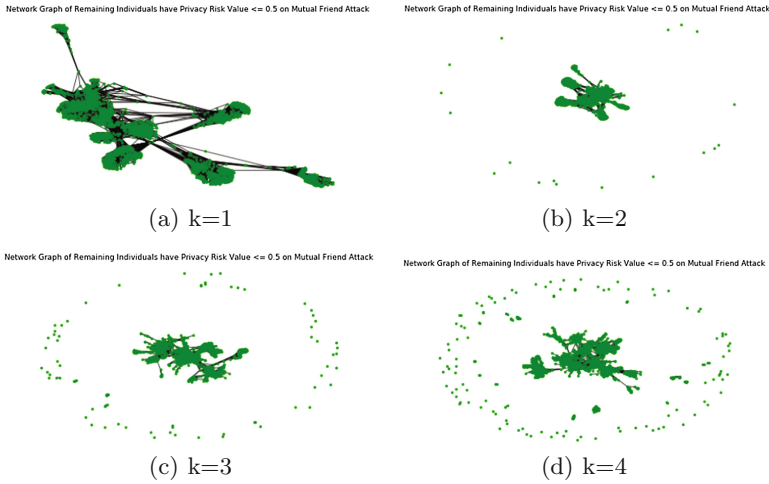 Network Graph of Remaining Individuals have Privacy Risk Value <= 0.5 on Mutual Friend Attack
Network Graph of Remaining Individuals have Privacy Risk Value <= 0.5 on Mutual Friend Attack
(a) k=1
(b) k=2
Network Graph of Remaining Individuals have Privacy Risk Value <= 0.5 on Mutual Friend Attack
Network Graph of Remaining Individuals have Privacy Risk Value <= 0.5 on Mutual Friend Attack
(c) k=3
(d) k=4